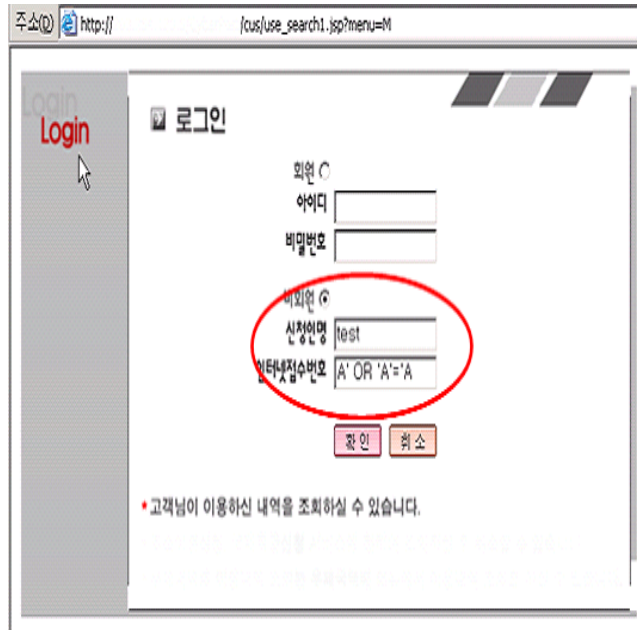 주소(D) http:// /cus/use_search1.jsp?menu=M
Login
Login
로그인
회원
아이디
비밀번호
비회원
신청인명 test
인터넷접수번호 A' OR 'A'='A
확인 취소
*고객님이 이용하신 내역을 조회하실 수 있습니다.